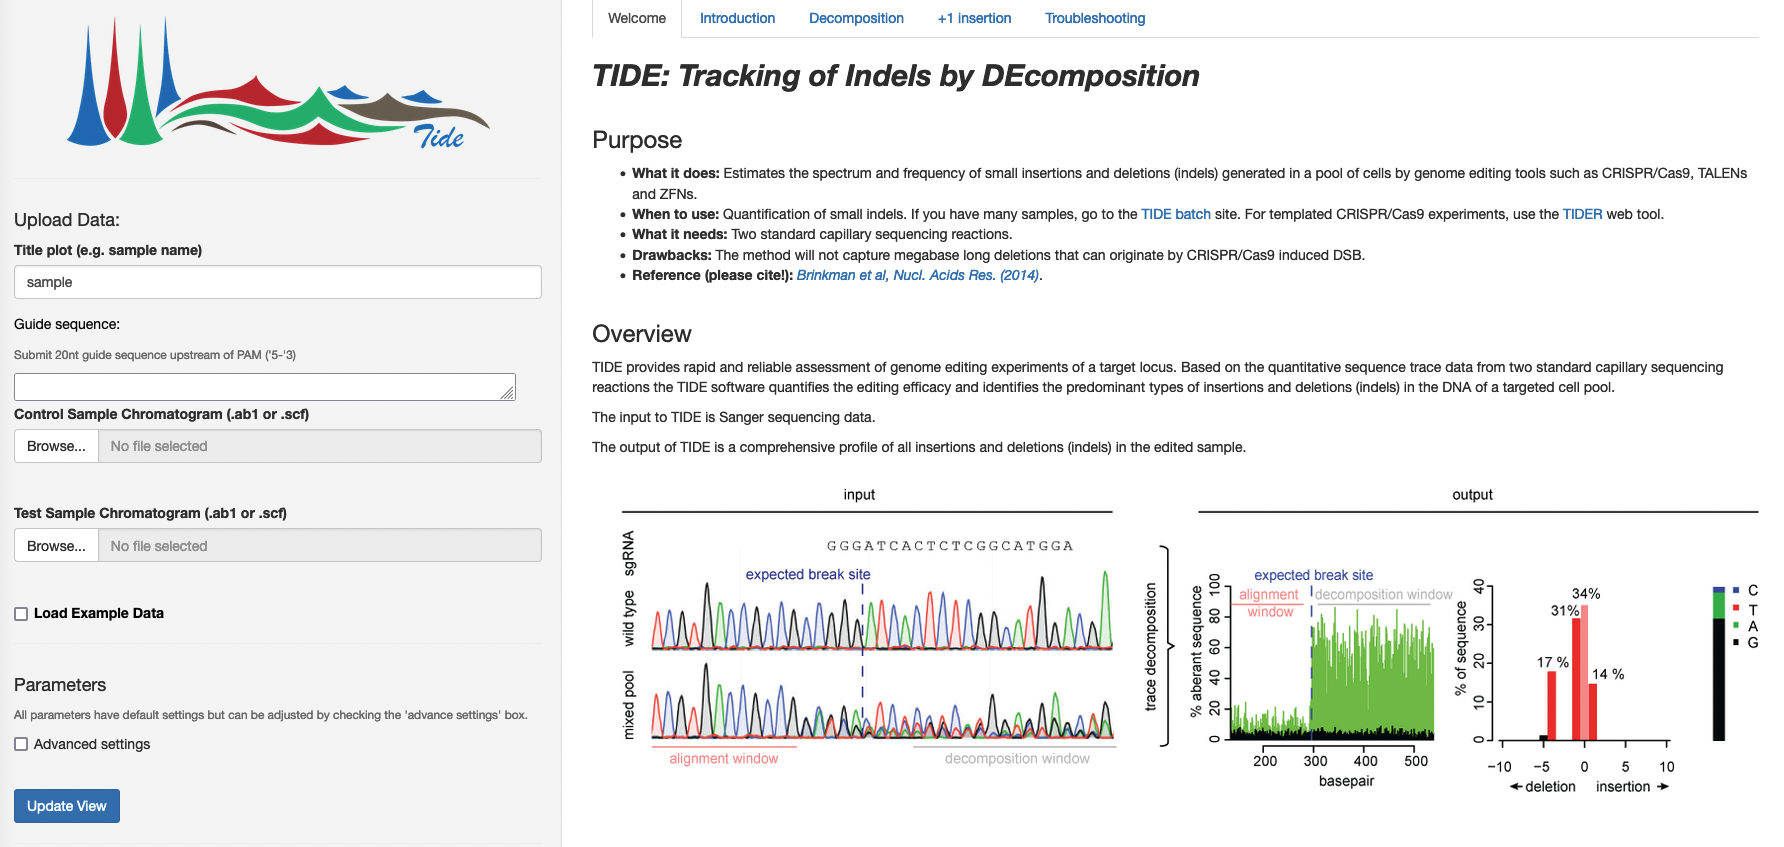 Tide
Upload Data:
Title plot (e.g. sample name)
sample
Guide sequence:
Submit 20nt guide sequence upstream of PAM ('5-'3)
Control Sample Chromatogram (.ab1 or .scf)
Browse... No file selected
Test Sample Chromatogram (.ab1 or .scf)
Browse... No file selected
Load Example Data
Parameters
All parameters have default settings but can be adjusted by checking the 'advance settings' box.
Advanced settings
Update View
Welcome Introduction Decomposition +1 insertion Troubleshooting
TIDE: Tracking of Indels by DEcomposition
Purpose
• What it does: Estimates the spectrum and frequency of small insertions and deletions (indels) generated in a pool of cells by genome editing tools such as CRISPR/Cas9, TALENs
and ZFNs.
• When to use: Quantification of small indels. If you have many samples, go to the TIDE batch site. For templated CRISPR/Cas9 experiments, use the TIDER web tool.
• What it needs: Two standard capillary sequencing reactions.
• Drawbacks: The method will not capture megabase long deletions that can originate by CRISPR/Cas9 induced DSB.
• Reference (please cite!): Brinkman et al, Nucl. Acids Res. (2014).
Overview
TIDE provides rapid and reliable assessment of genome editing experiments of a target locus. Based on the quantitative sequence trace data from two standard capillary sequencing
reactions the TIDE software quantifies the editing efficacy and identifies the predominant types of insertions and deletions (indels) in the DNA of a targeted cell pool.
The input to TIDE is Sanger sequencing data.
The output of TIDE is a comprehensive profile of all insertions and deletions (indels) in the edited sample.
input
sgRNA
GGGATCACTCTCGGCATGGA
expected break site
wild type
mixed pool
alignment window
decomposition window
trace decomposition
output
expected break site
alignment
window
decomposition window
% aberrant sequence
0 20 40 60 80 100
200 300 400 500
basepair
% of sequence
0 10 20 30 40
17 %
31%
34%
14 %
−10 −5 0 5 10
deletion insertion
C
T
A
G